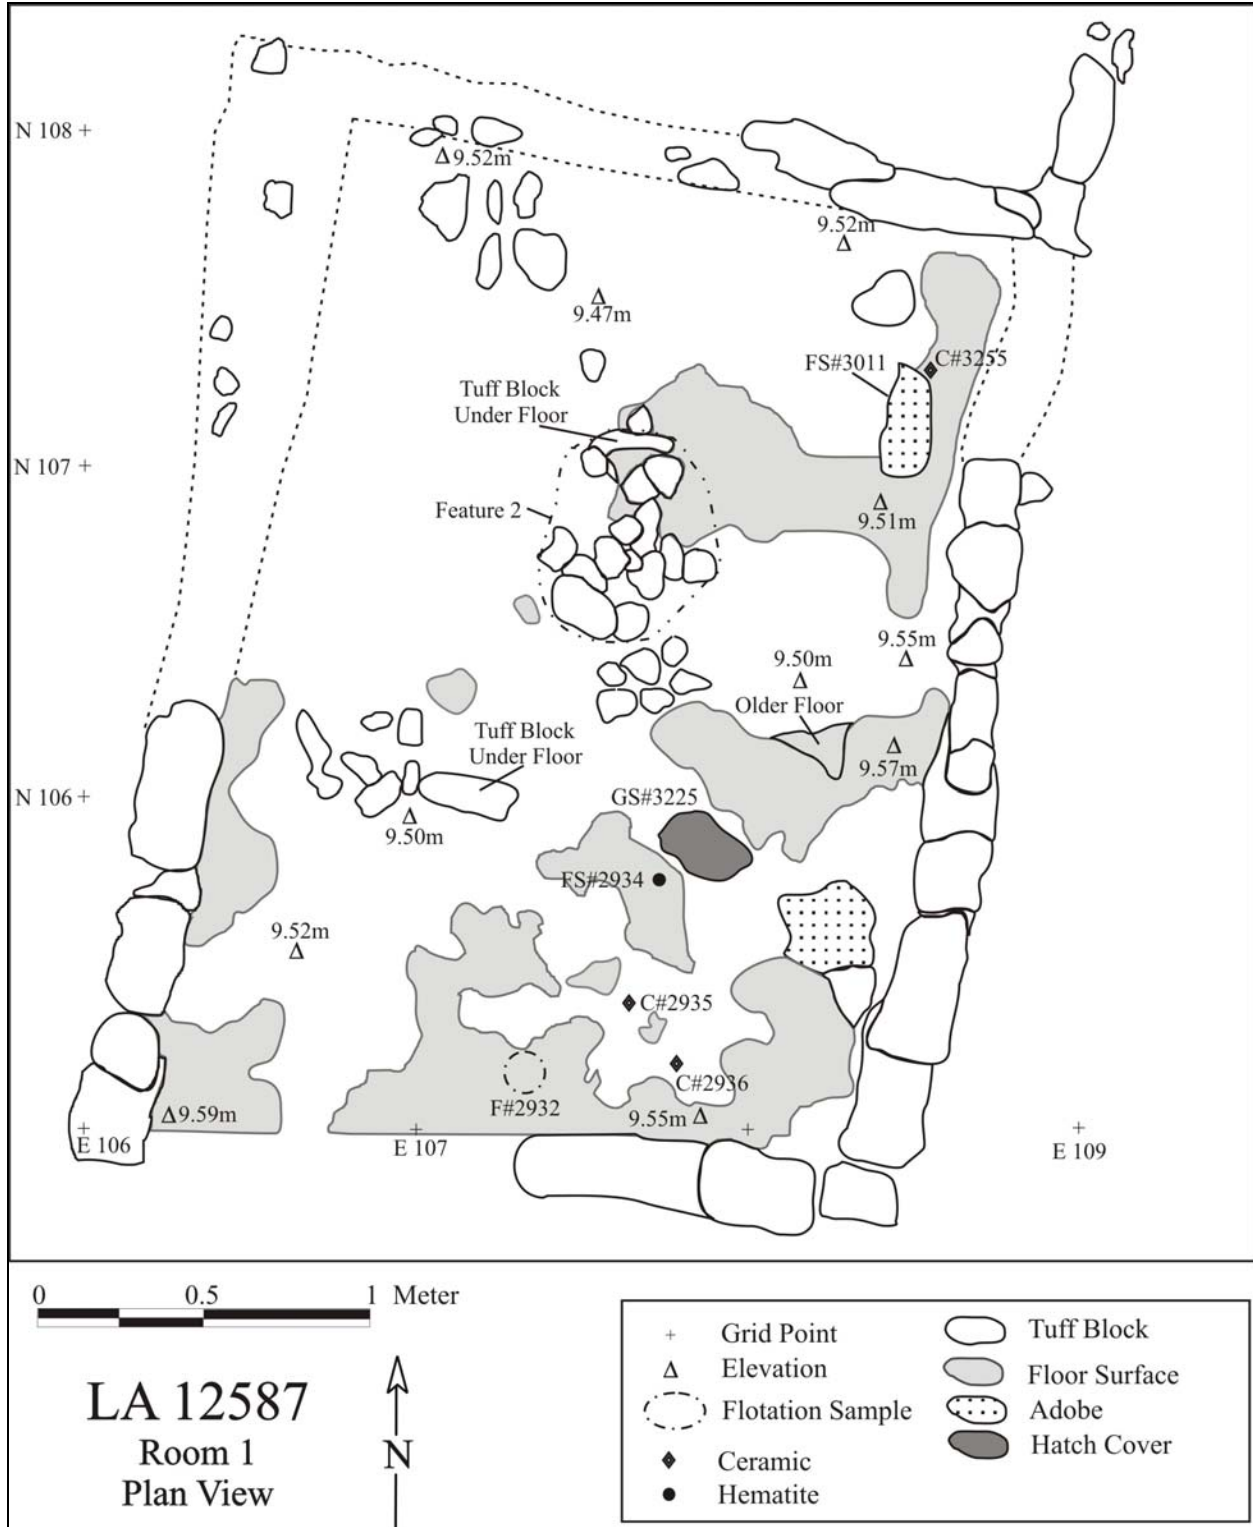 N 108
9.52m
9.52m
9.47m
FS#3011
C#3255
Tuff Block
Under Floor
N 107
Feature 2
9.51m
9.55m
9.50m
Older Floor
Tuff Block
Under Floor
9.57m
N 106
GS#3225
9.50m
FS#2934
9.52m
C#2935
C#2936
F#2932
9.59m
9.55m
E 106
E 107
E 109
0 0.5 1 Meter
LA 12587
Room 1
Plan View
N
Grid Point
Elevation
Flotation Sample
Ceramic
Hematite
Tuff Block
Floor Surface
Adobe
Hatch Cover